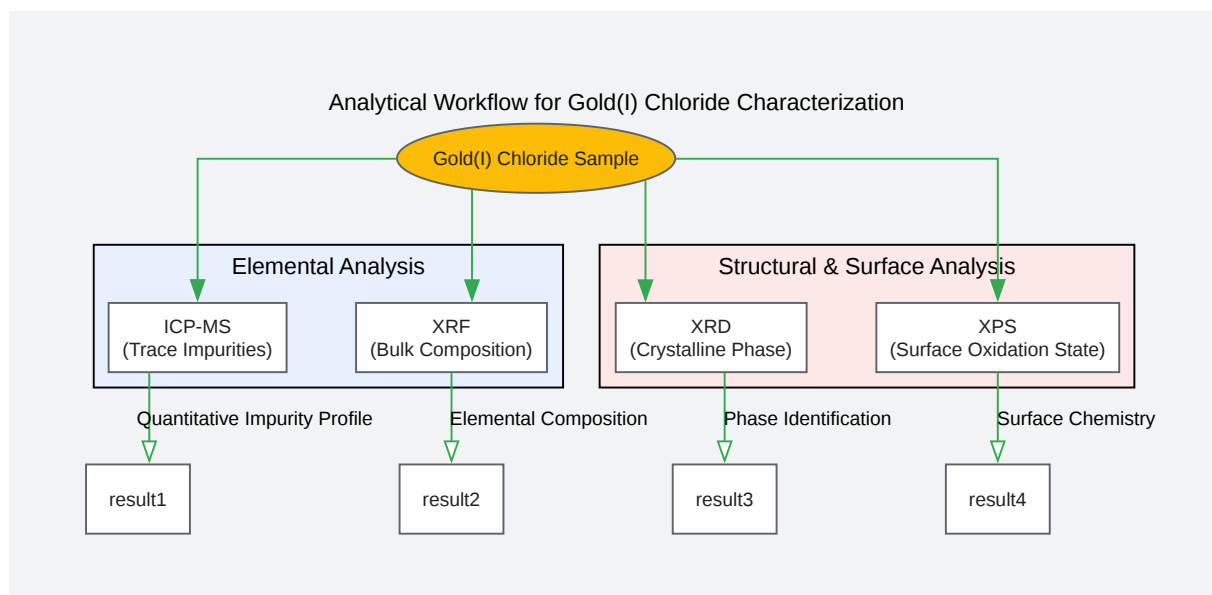 Analytical Workflow for Gold(I) Chloride Characterization
Gold(I) Chloride Sample
Elemental Analysis
Structural & Surface Analysis
ICP-MS
(Trace Impurities)
XRF
(Bulk Composition)
XRD
(Crystalline Phase)
XPS
(Surface Oxidation State)
Quantitative Impurity Profile
Elemental Composition
Phase Identification
Surface Chemistry
result1
result2
result3
result4